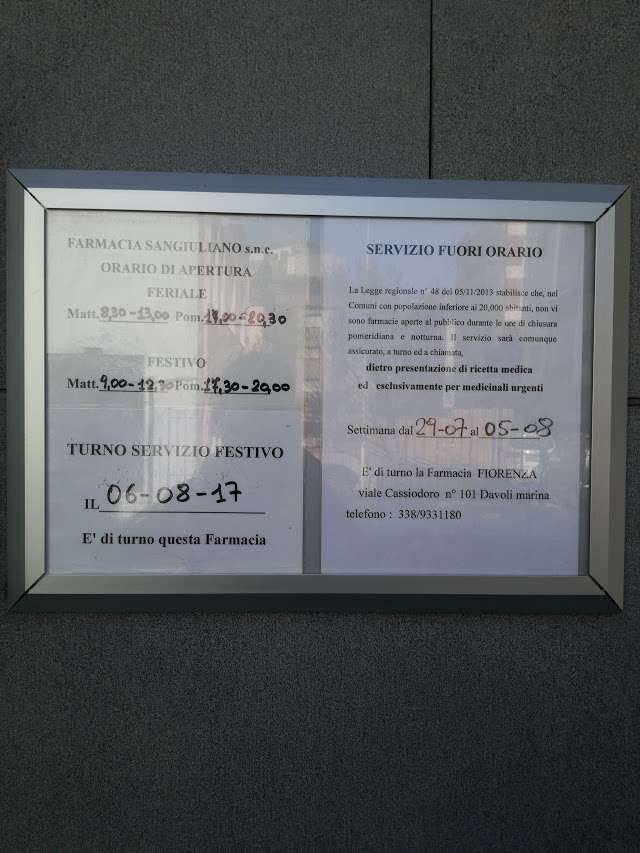 FARMACIA SANGIULIANO s.n.c.
ORARIO DI APERTURA
FERIALE
Matt. 8,30-13,00 Pom. 17,00-20,30
FESTIVO
Matt. 9,00-12,30 Pom. 17,30-20,00
TURNO SERVIZIO FESTIVO
IL 06-08-17
E' di turno questa Farmacia
SERVIZIO FUORI ORARIO
La Legge regionale n° 48 del 05/11/2013 stabilisce che, nei
Comuni con popolazione inferiore ai 20,000 abitanti, non vi
sono farmacie aperte al pubblico durante le ore di chiusura
pomeridiana e notturna. Il servizio sarà comunque
assicurato, a turno ed a chiamata,
dietro presentazione di ricetta medica
ed esclusivamente per medicinali urgenti
Settimana dal 29-07 al 05-08
E' di turno la Farmacia FIORENZA
viale Cassiodoro n° 101 Davoli marina
telefono : 338/9331180